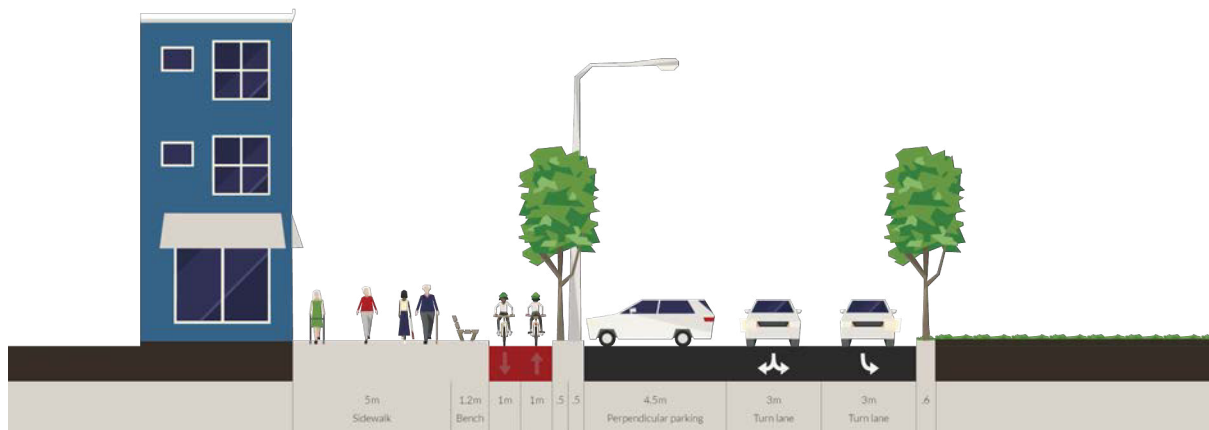 5m
1.2m
1m
1m
.5
.5
4.5m
3m
3m
.6
Sidewalk
Bench
Perpendicular parking
Turn lane
Turn lane